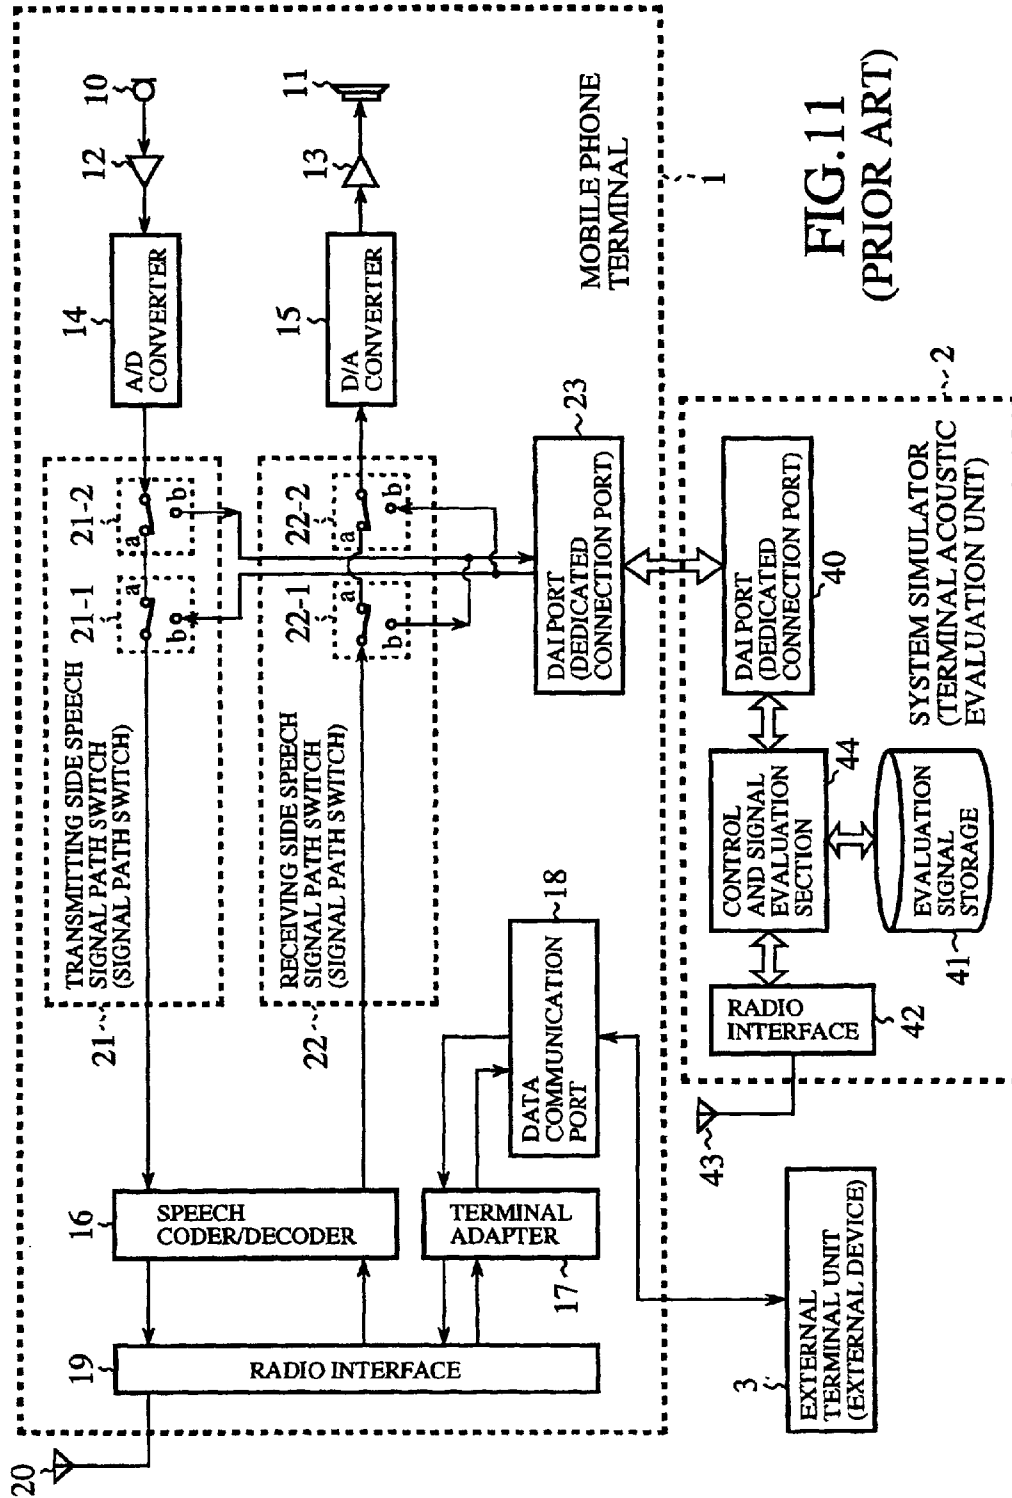 20
19
RADIO INTERFACE
16
SPEECH
CODER/DECODER
17
TERMINAL
ADAPTER
18
DATA
COMMUNICATION
PORT
21
TRANSMITTING SIDE SPEECH
SIGNAL PATH SWITCH
(SIGNAL PATH SWITCH)
21-1
a
b
21-2
a
b
22
RECEIVING SIDE SPEECH
SIGNAL PATH SWITCH
(SIGNAL PATH SWITCH)
22-1
a
b
22-2
a
b
14
A/D
CONVERTER
12
10
15
D/A
CONVERTER
13
11
23
DAI PORT
(DEDICATED
CONNECTION PORT)
MOBILE PHONE
TERMINAL
1
3
EXTERNAL
TERMINAL UNIT
(EXTERNAL DEVICE)
43
RADIO
INTERFACE
42
CONTROL
AND SIGNAL
EVALUATION
SECTION
44
DAI PORT
(DEDICATED
CONNECTION PORT)
40
41
EVALUATION
SIGNAL
STORAGE
SYSTEM SIMULATOR
(TERMINAL ACOUSTIC
EVALUATION UNIT)
2
FIG.11
(PRIOR ART)